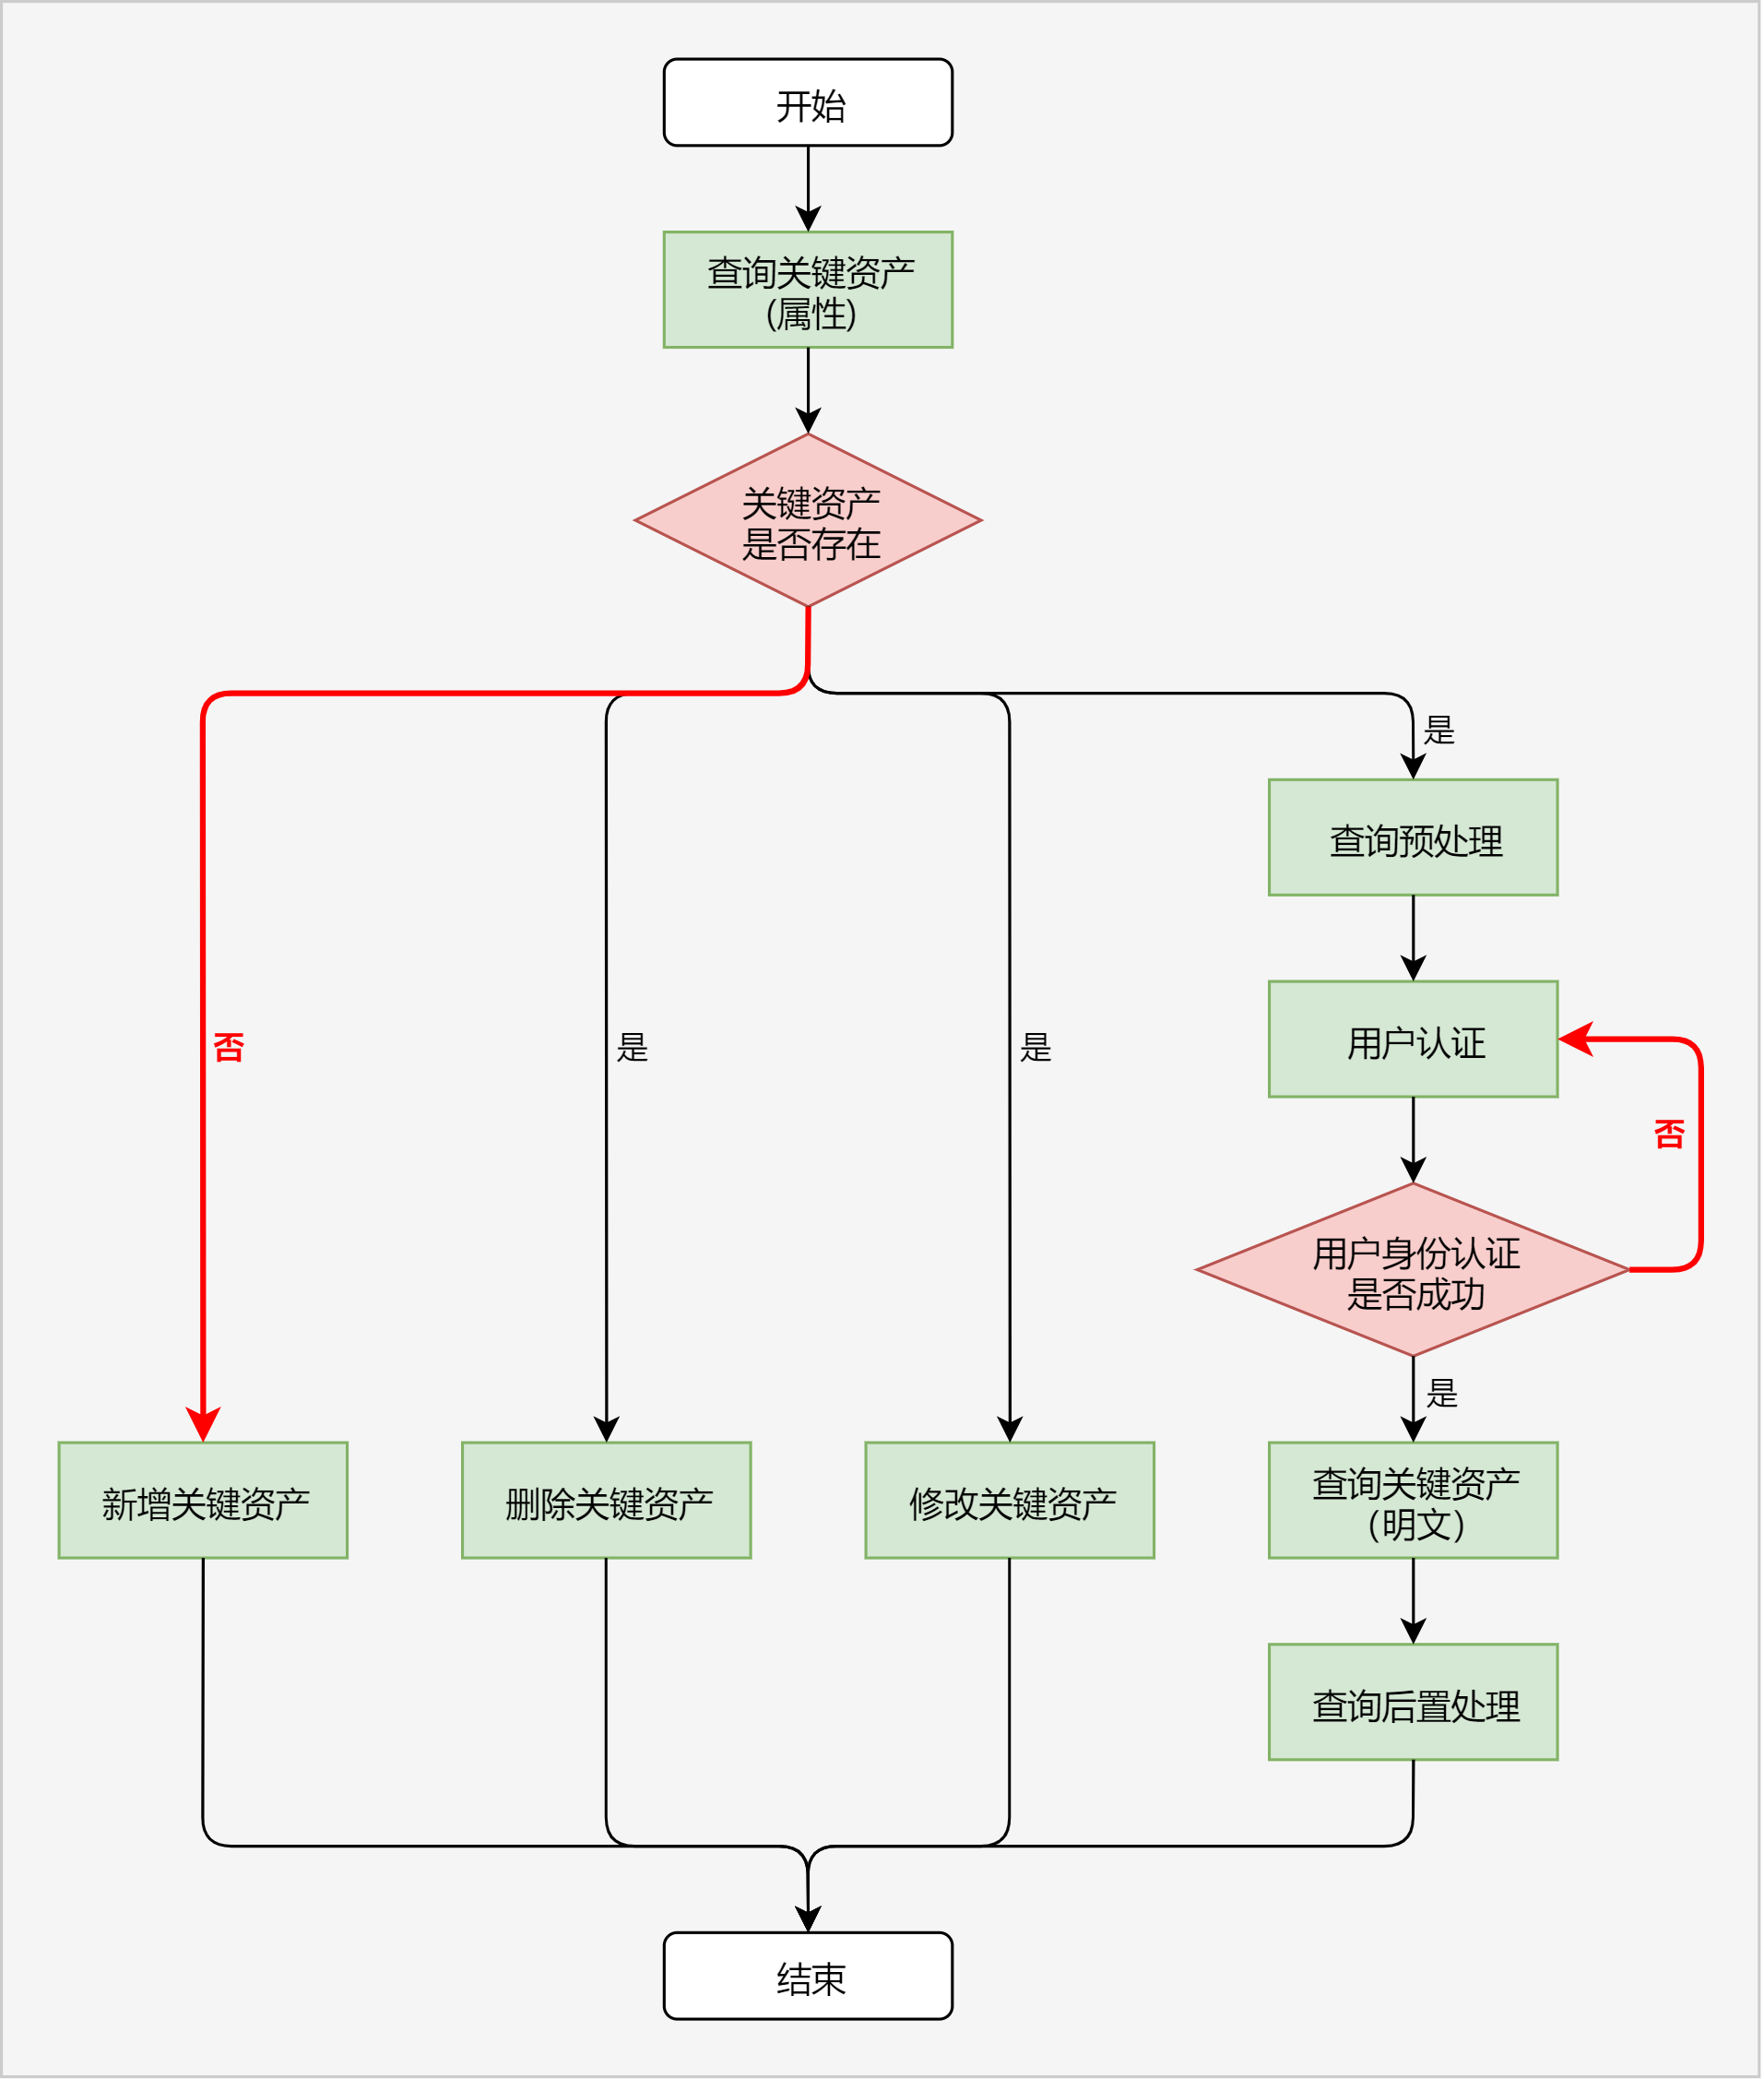 开始
查询关键资产
(属性)
关键资产
是否存在
是
查询预处理
用户认证
否
是
是
否
用户身份认证
是否成功
是
新增关键资产
删除关键资产
修改关键资产
查询关键资产
（明文）
查询后置处理
结束